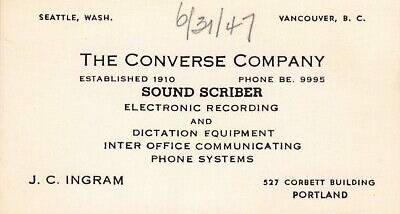 SEATTLE, WASH. 6/31/47 VANCOUVER, B. C.
THE CONVERSE COMPANY
ESTABLISHED 1910 PHONE BE. 9995
SOUND SCRIBER
ELECTRONIC RECORDING
AND
DICTATION EQUIPMENT
INTER OFFICE COMMUNICATING
PHONE SYSTEMS
J. C. INGRAM 527 CORBETT BUILDING
PORTLAND